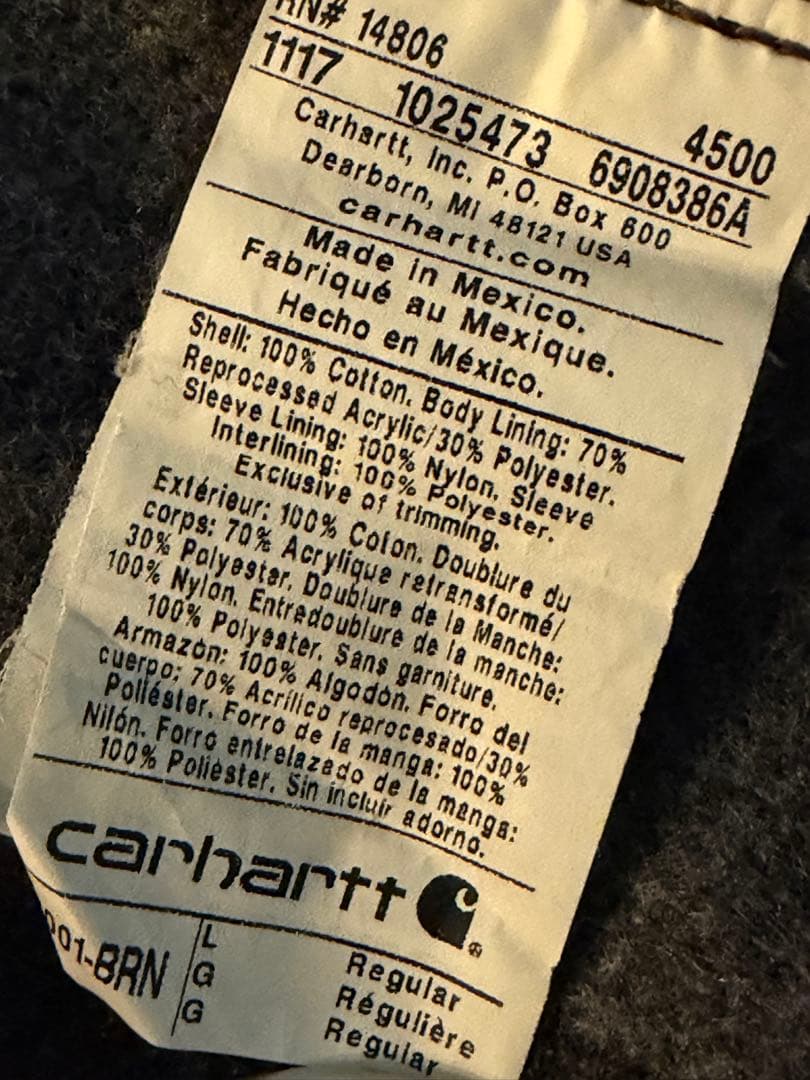 RN# 14806
4500
1117 1025473 6908386A
Carhartt, Inc. P.O. Box 600
Dearborn, MI 48121 USA
carhartt.com
Made in Mexico.
Fabriqué au Mexique.
Hecho en México.
Shell: 100% Cotton. Body Lining: 70%
Reprocessed Acrylic/30% Polyester.
Sleeve Lining: 100% Nylon. Sleeve
Interlining: 100% Polyester.
Exclusive of trimming.
Extérieur: 100% Coton. Doublure du
corps: 70% Acrylique retransformé/
30% Polyester. Doublure de la Manche:
100% Nylon. Entredoublure de la manche:
100% Polyester. Sans garniture.
Armazón: 100% Algodón. Forro del
cuerpo: 70% Acrílico reprocesado/30%
Poliéster. Forro de la manga: 100%
Nilón. Forro entrelazado de la manga:
100% Poliéster. Sin incluir adorno.
carhartt
001-BRN L Regular
G Régulière
G Regular